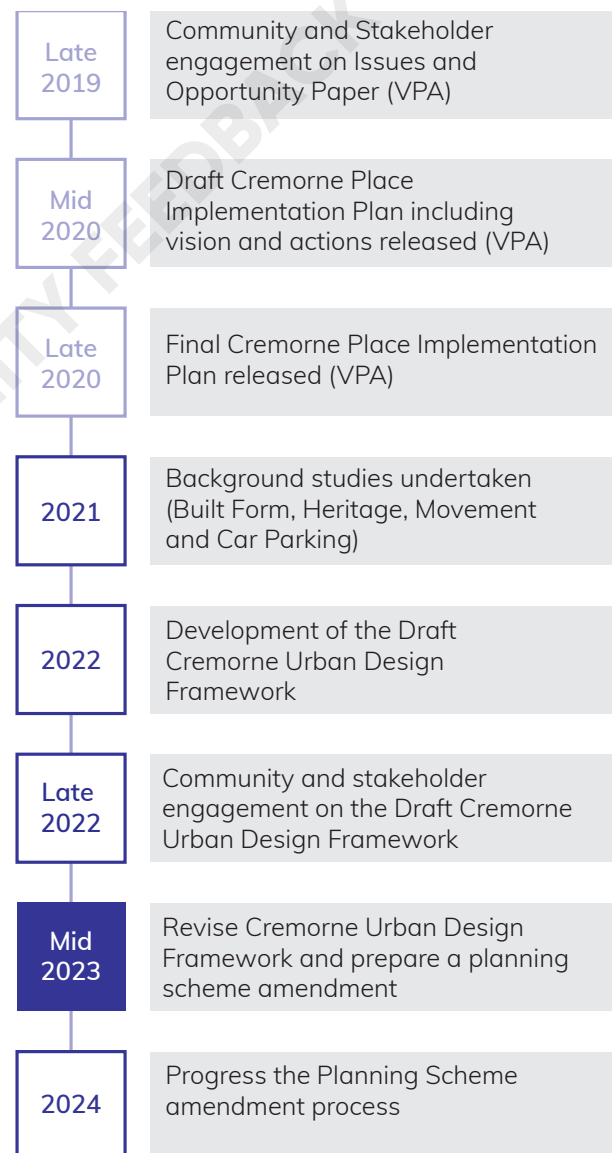 Late
2019
Community and Stakeholder
engagement on Issues and
Opportunity Paper (VPA)
Mid
2020
Draft Cremorne Place
Implementation Plan including
vision and actions released (VPA)
Late
2020
Final Cremorne Place Implementation
Plan released (VPA)
2021
Background studies undertaken
(Built Form, Heritage, Movement
and Car Parking)
2022
Development of the Draft
Cremorne Urban Design
Framework
Late
2022
Community and stakeholder
engagement on the Draft Cremorne
Urban Design Framework
Mid
2023
Revise Cremorne Urban Design
Framework and prepare a planning
scheme amendment
2024
Progress the Planning Scheme
amendment process
FEEDBACK